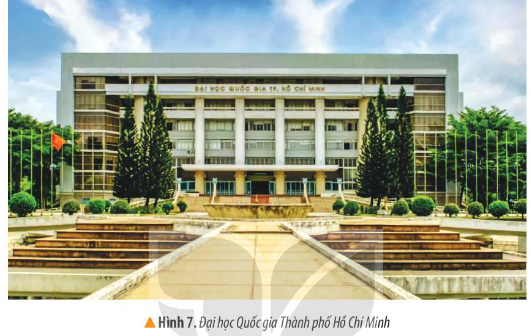 ĐẠI HỌC QUỐC GIA TP. HỒ CHÍ MINH
▲ Hình 7. Đại học Quốc gia Thành phố Hồ Chí Minh